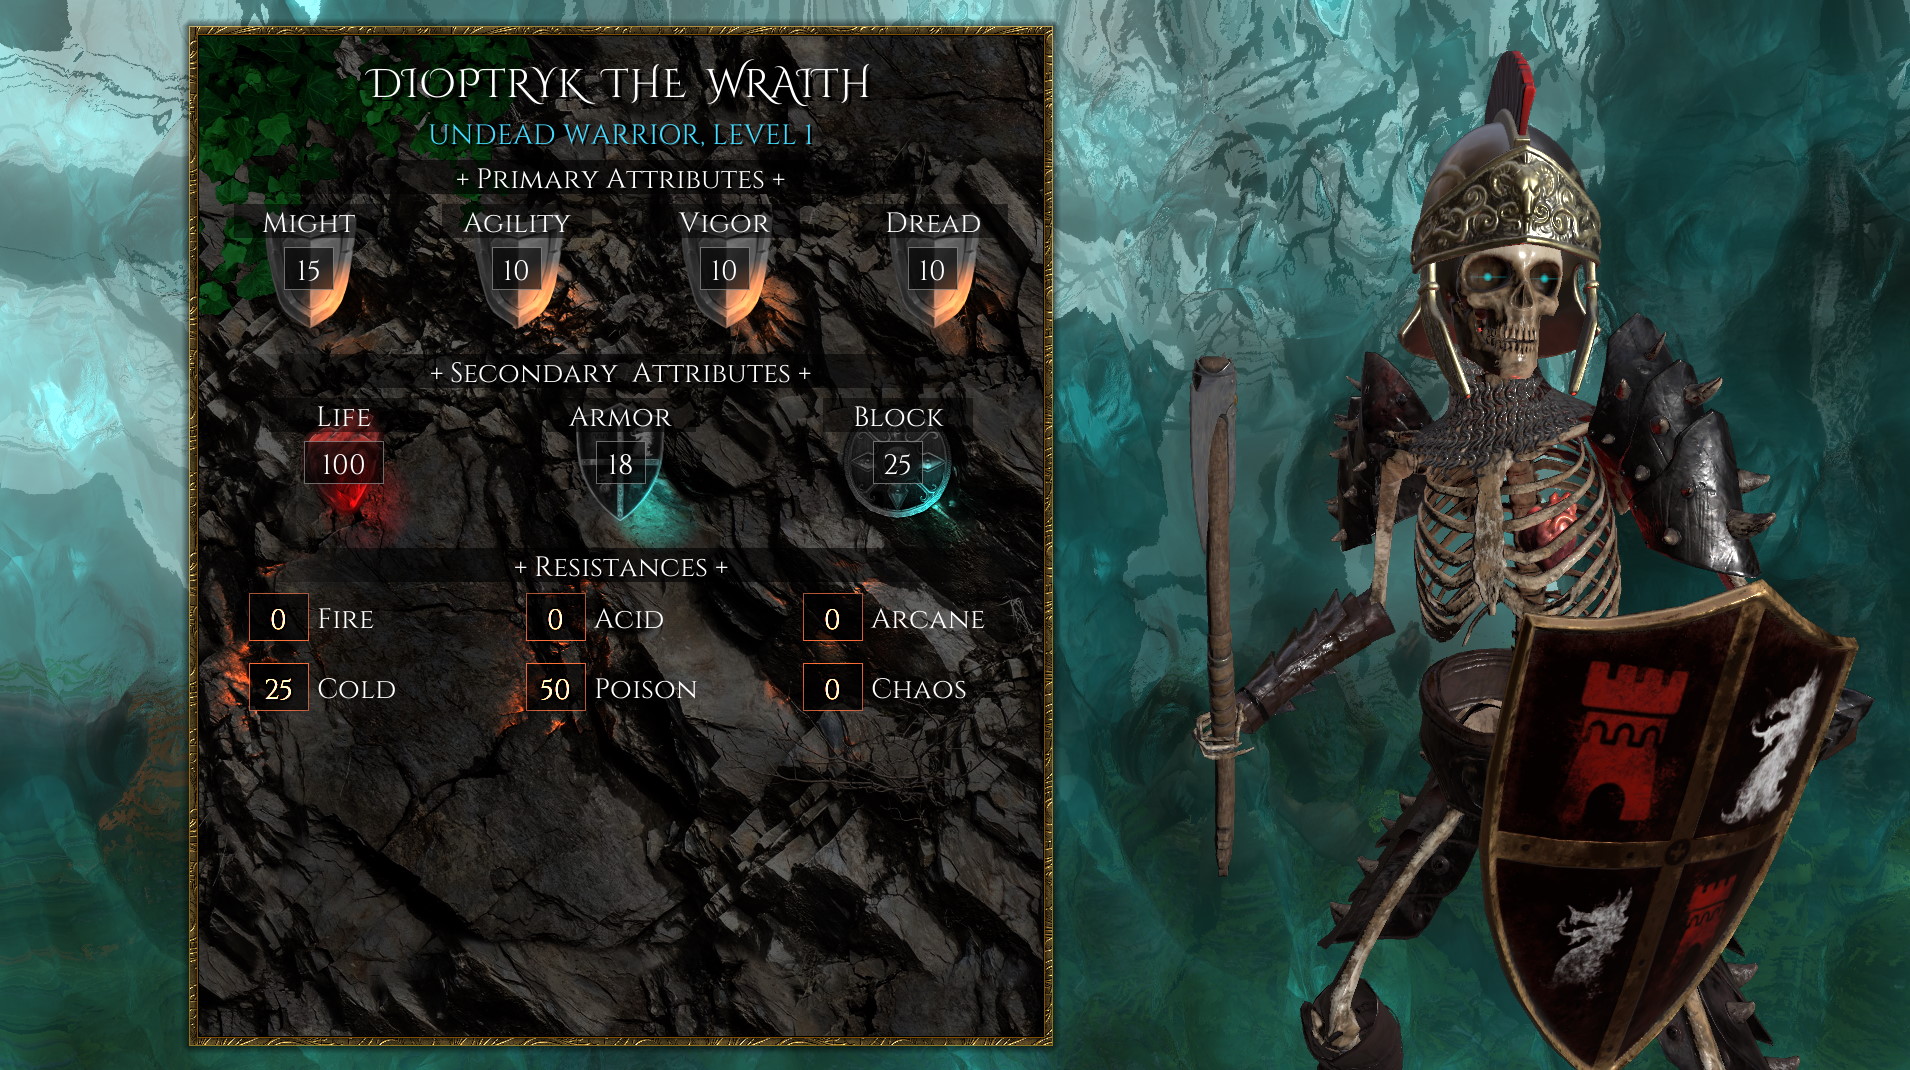 Dioptryk the Wraith
Undead Warrior, Level 1
+ Primary Attributes +
Might Agility Vigor Dread
15 10 10 10
+ Secondary Attributes +
Life Armor Block
100 18 25
+ Resistances +
0 Fire 0 Acid 0 Arcane
25 Cold 50 Poison 0 Chaos